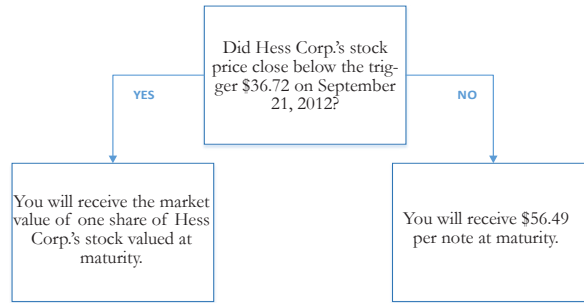 Did Hess Corp.'s stock
price close below the trig-
ger $36.72 on September
21, 2012?
YES
NO
You will receive the market
value of one share of Hess
Corp.'s stock valued at
maturity.
You will receive $56.49
per note at maturity.